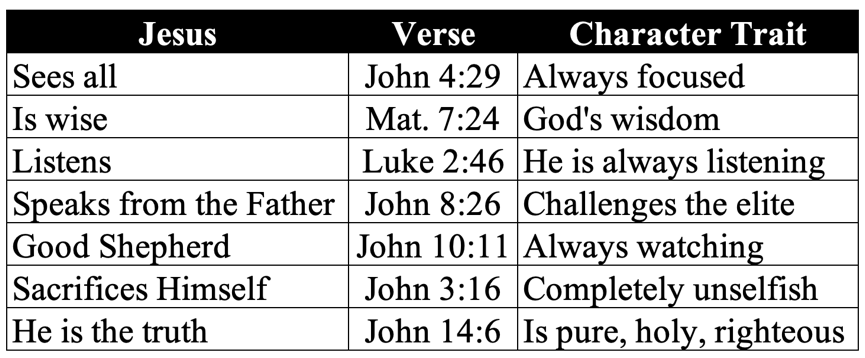 Jesus Verse Character Trait
Sees all John 4:29 Always focused
Is wise Mat. 7:24 God's wisdom
Listens Luke 2:46 He is always listening
Speaks from the Father John 8:26 Challenges the elite
Good Shepherd John 10:11 Always watching
Sacrifices Himself John 3:16 Completely unselfish
He is the truth John 14:6 Is pure, holy, righteous